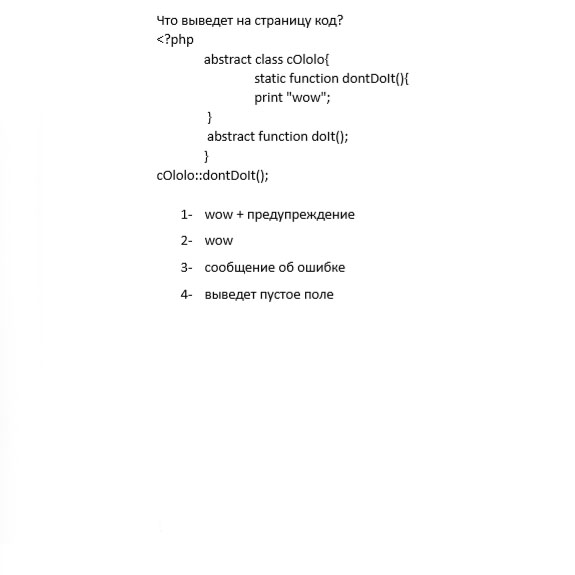 Что выведет на страницу код?
<?php
abstract class cOlolo{
static function dontDoIt(){
print "wow";
}
abstract function doIt();
}
cOlolo::dontDoIt();
1- wow + предупреждение
2- wow
3- сообщение об ошибке
4- выведет пустое поле